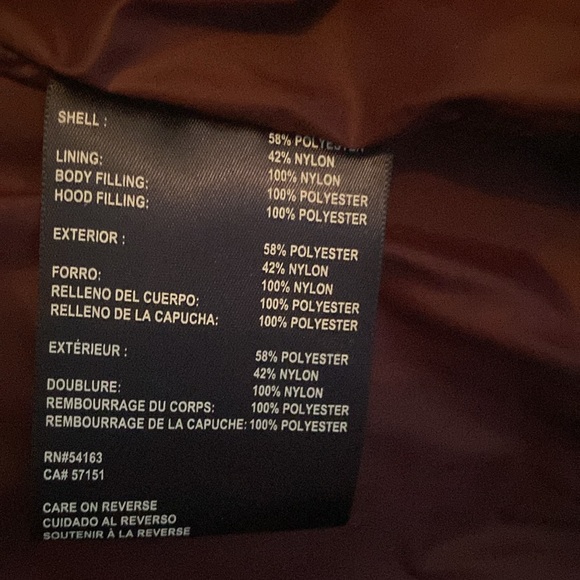 SHELL : 58% POLYESTER
42% NYLON
LINING: 100% NYLON
BODY FILLING: 100% POLYESTER
HOOD FILLING: 100% POLYESTER
EXTERIOR : 58% POLYESTER
42% NYLON
FORRO: 100% NYLON
RELLENO DEL CUERPO: 100% POLYESTER
RELLENO DE LA CAPUCHA: 100% POLYESTER
EXTÉRIEUR : 58% POLYESTER
42% NYLON
DOUBLURE: 100% NYLON
REMBOURRAGE DU CORPS: 100% POLYESTER
REMBOURRAGE DE LA CAPUCHE: 100% POLYESTER
RN#54163
CA# 57151
CARE ON REVERSE
CUIDADO AL REVERSO
SOUTENIR À LA REVERSE